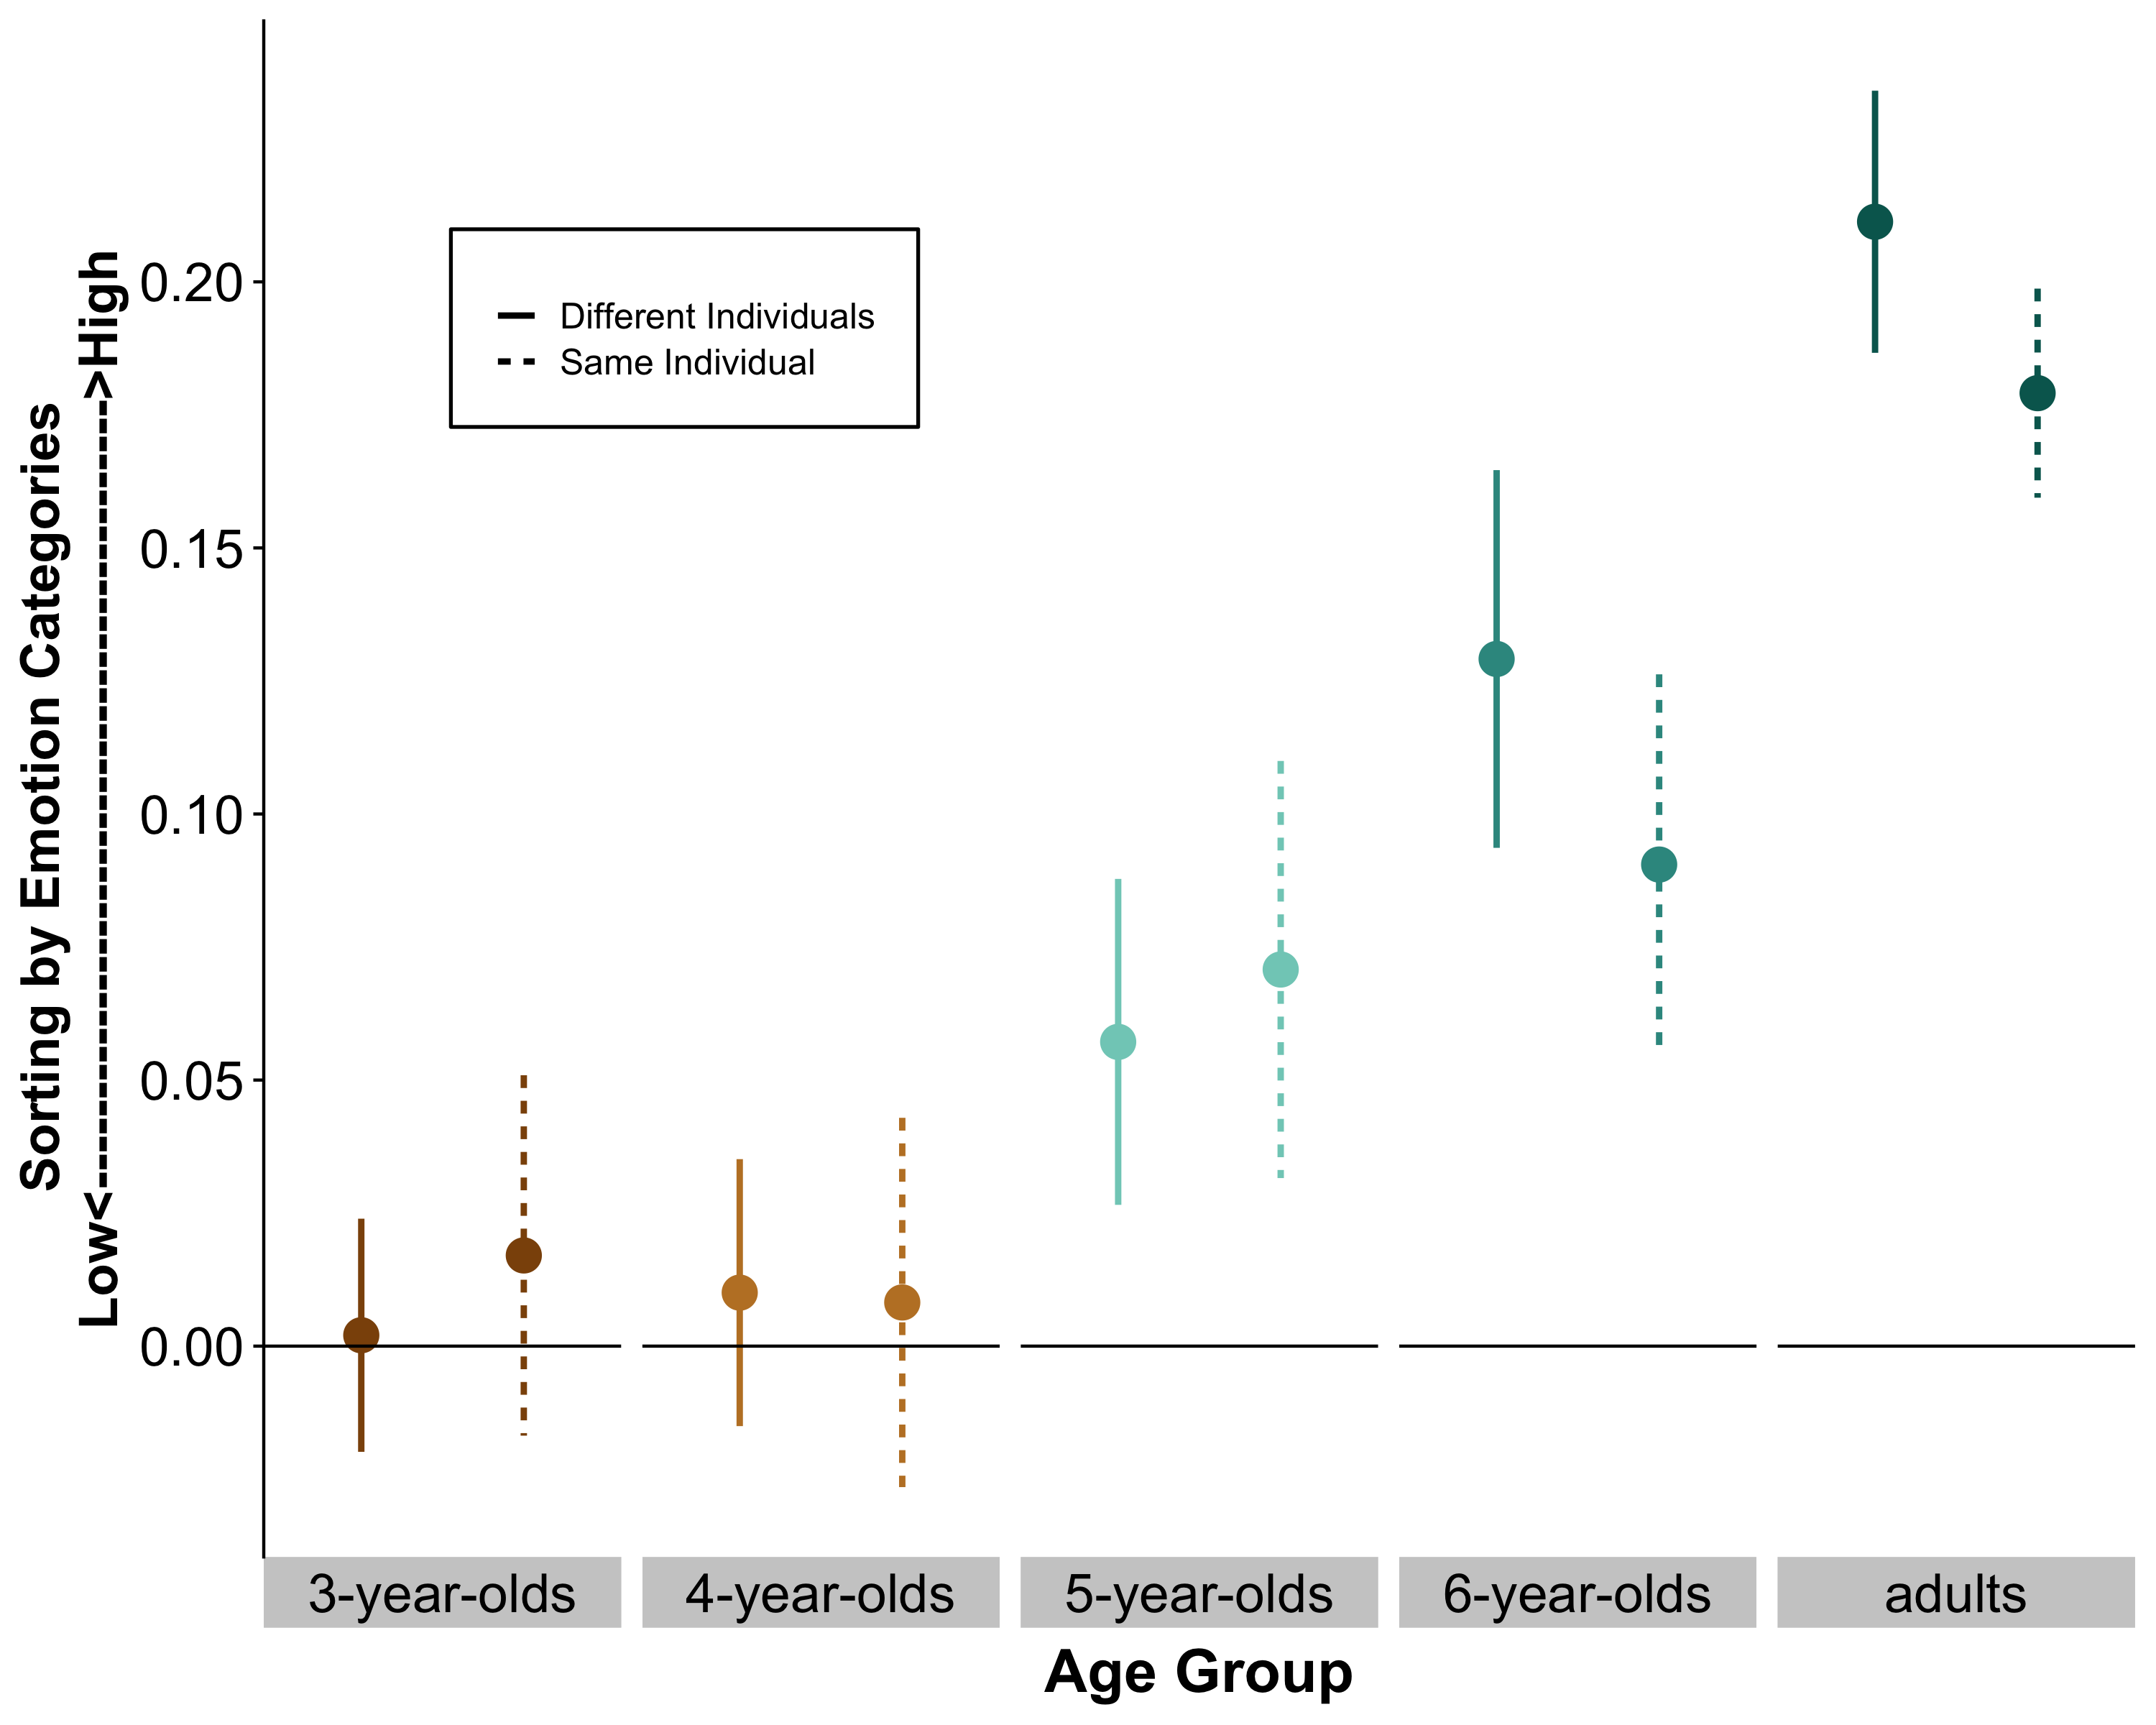 Sorting by Emotion Categories
Low<------------------------------------------->High
0.20
0.15
0.10
0.05
0.00
Different Individuals
Same Individual
3-year-olds
4-year-olds
5-year-olds
6-year-olds
adults
Age Group